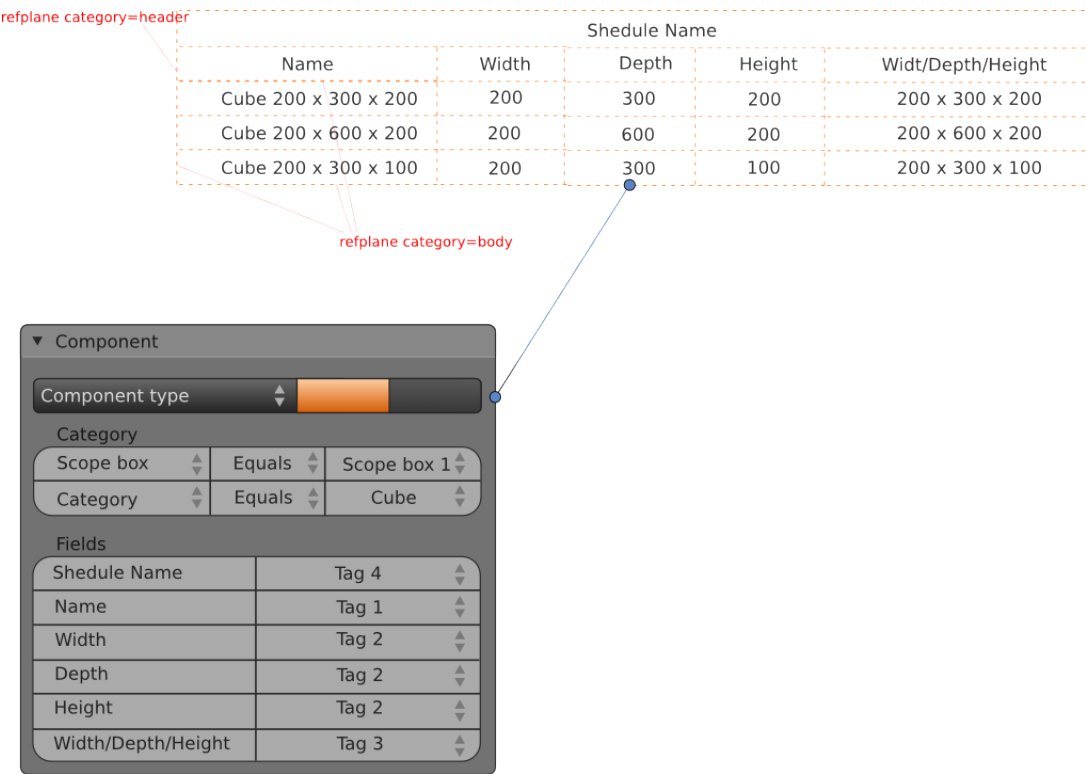 refplane category=header
Shedule Name
Name Width Depth Height Widt/Depth/Height
Cube 200 x 300 x 200 200 300 200 200 x 300 x 200
Cube 200 x 600 x 200 200 600 200 200 x 600 x 200
Cube 200 x 300 x 100 200 300 100 200 x 300 x 100
refplane category=body
Component
Component type
Category
Scope box Equals Scope box 1
Category Equals Cube
Fields
Shedule Name Tag 4
Name Tag 1
Width Tag 2
Depth Tag 2
Height Tag 2
Width/Depth/Height Tag 3